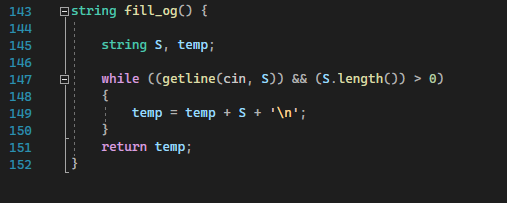 143 string fill_og() {
144
145 string S, temp;
146
147 while ((getline(cin, S)) && (S.length()) > 0)
148 {
149 temp = temp + S + '\n';
150 }
151 return temp;
152 }